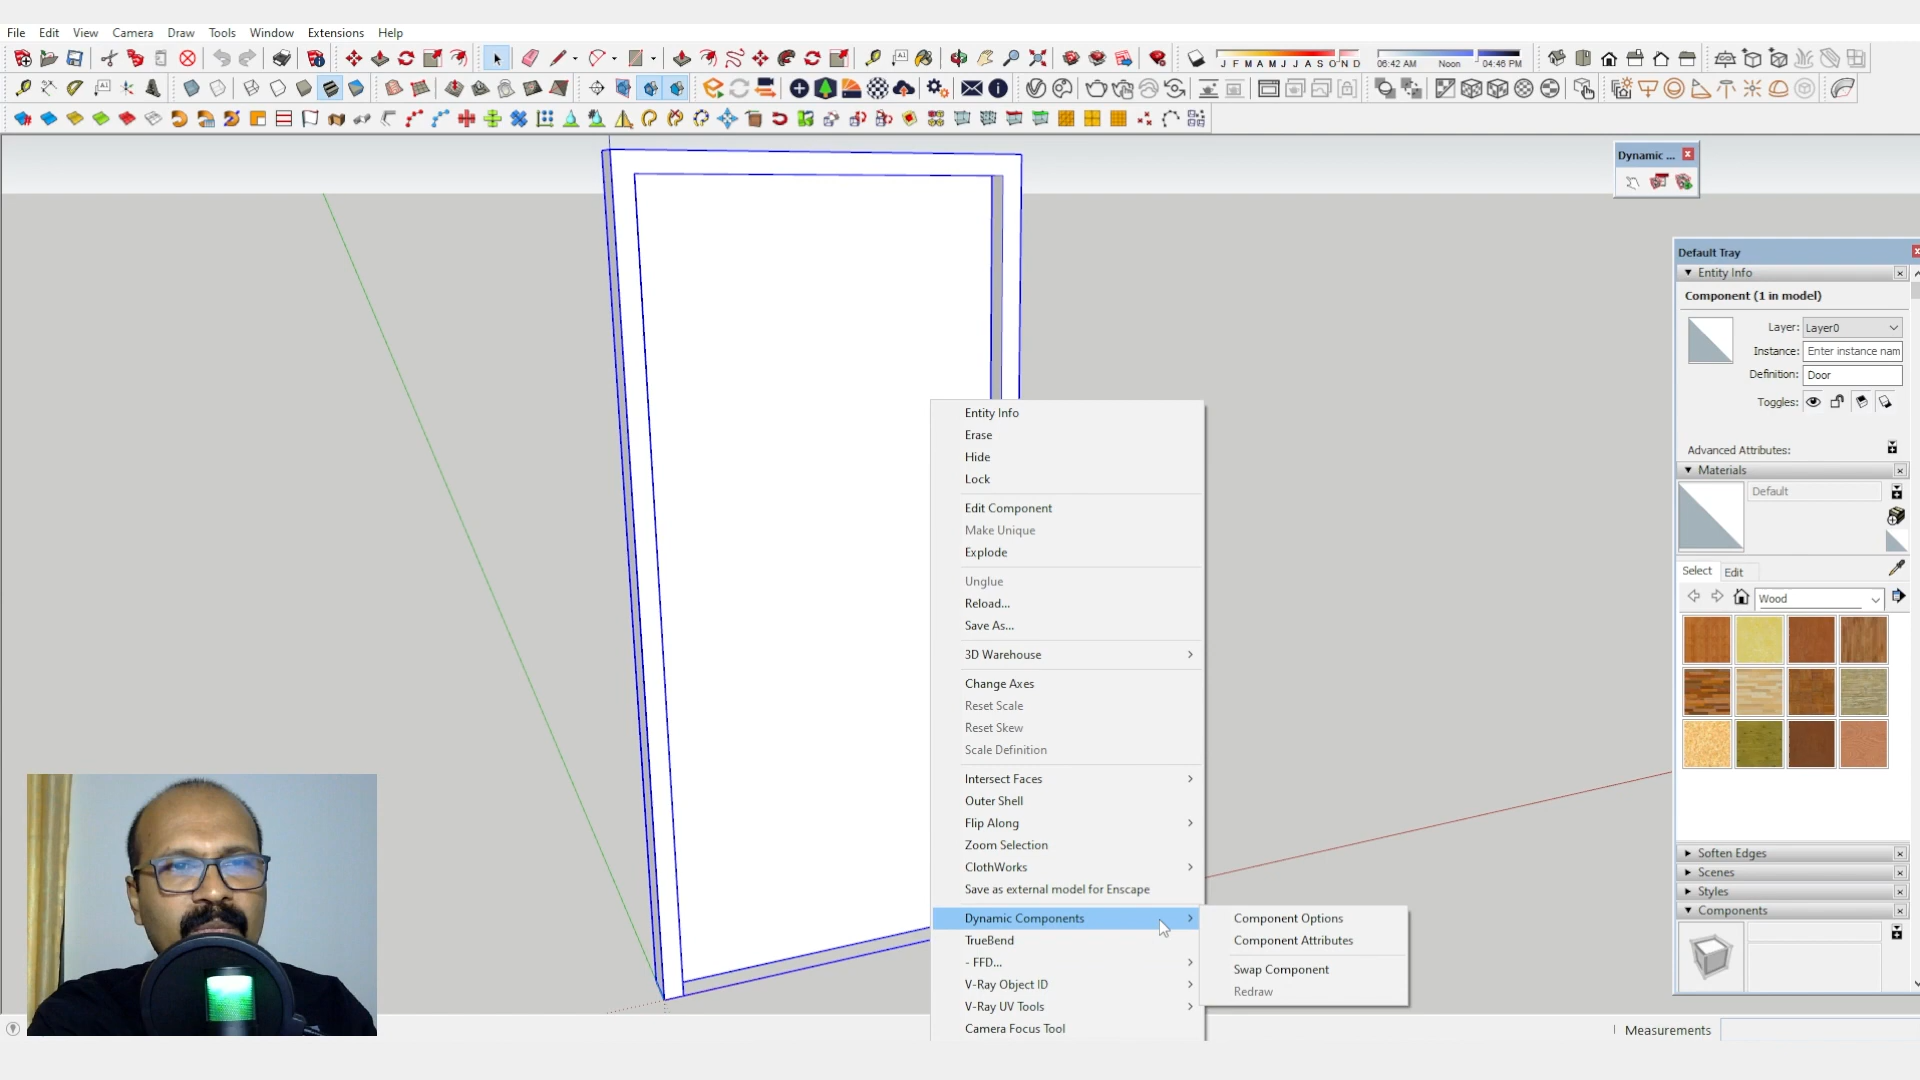 File Edit View Camera Draw Tools Window Extensions Help
J F M A M J J A S O N D 06:42 AM Noon 04:46 PM
Dynamic ...
Default Tray
Entity Info
Component (1 in model)
Layer: Layer0
Instance: Enter instance nam
Definition: Door
Toggles:
Advanced Attributes:
Materials
Default
Select Edit
Wood
Soften Edges
Scenes
Styles
Components
Entity Info
Erase
Hide
Lock
Edit Component
Make Unique
Explode
Unglue
Reload...
Save As...
3D Warehouse
Change Axes
Reset Scale
Reset Skew
Scale Definition
Intersect Faces
Outer Shell
Flip Along
Zoom Selection
ClothWorks
Save as external model for Enscape
Dynamic Components
TrueBend
- FFD...
V-Ray Object ID
V-Ray UV Tools
Camera Focus Tool
Component Options
Component Attributes
Swap Component
Redraw
Measurements